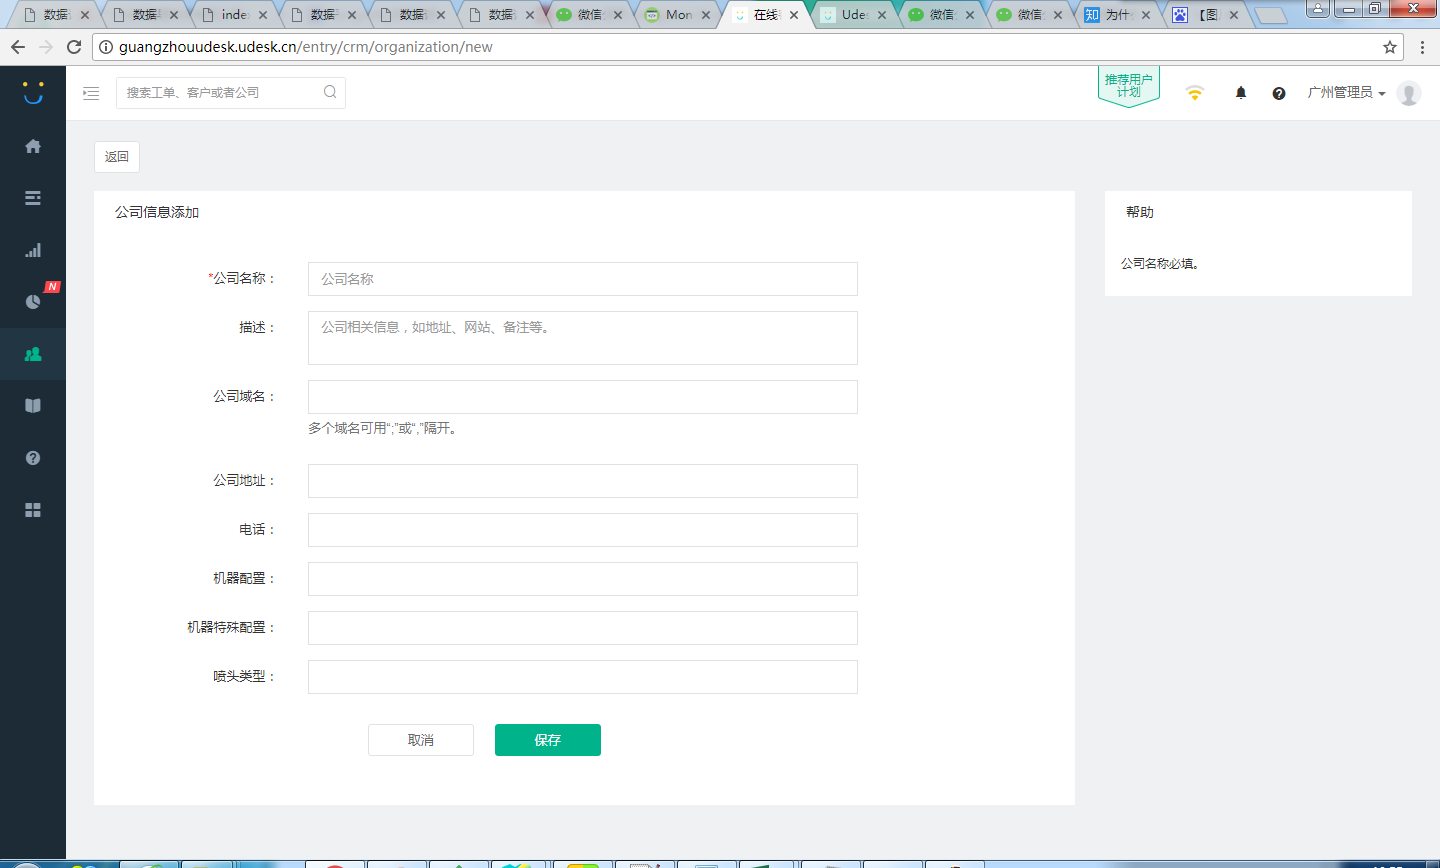 数据
数据
index
数据
数据
数据
微信
Mon
在线
Udes
微信
微信
为什
【图
guangzhouudesk.udesk.cn/entry/crm/organization/new
搜索工单、客户或者公司
推荐用户
计划
广州管理员
返回
公司信息添加
帮助
公司名称必填。
*公司名称：
公司名称
描述：
公司相关信息，如地址、网站、备注等。
公司域名：
多个域名可用“;”或“,”隔开。
公司地址：
电话：
机器配置：
机器特殊配置：
喷头类型：
取消
保存
N